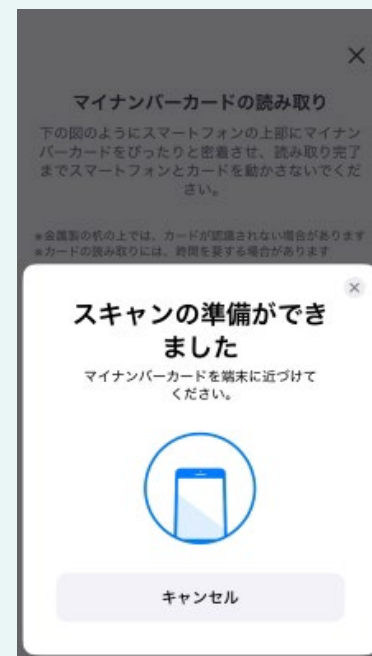 マイナンバーカードの読み取り
下の図のようにスマートフォンの上部にマイナン
バーカードをぴったりと密着させ、読み取り完了
までスマートフォンとカードを動かさないでくだ
さい。
※金属製の机の上では、カードが認識されない場合があります
※カードの読み取りには、時間を要する場合があります
スキャンの準備ができ
ました
マイナンバーカードを端末に近づけて
ください。
キャンセル